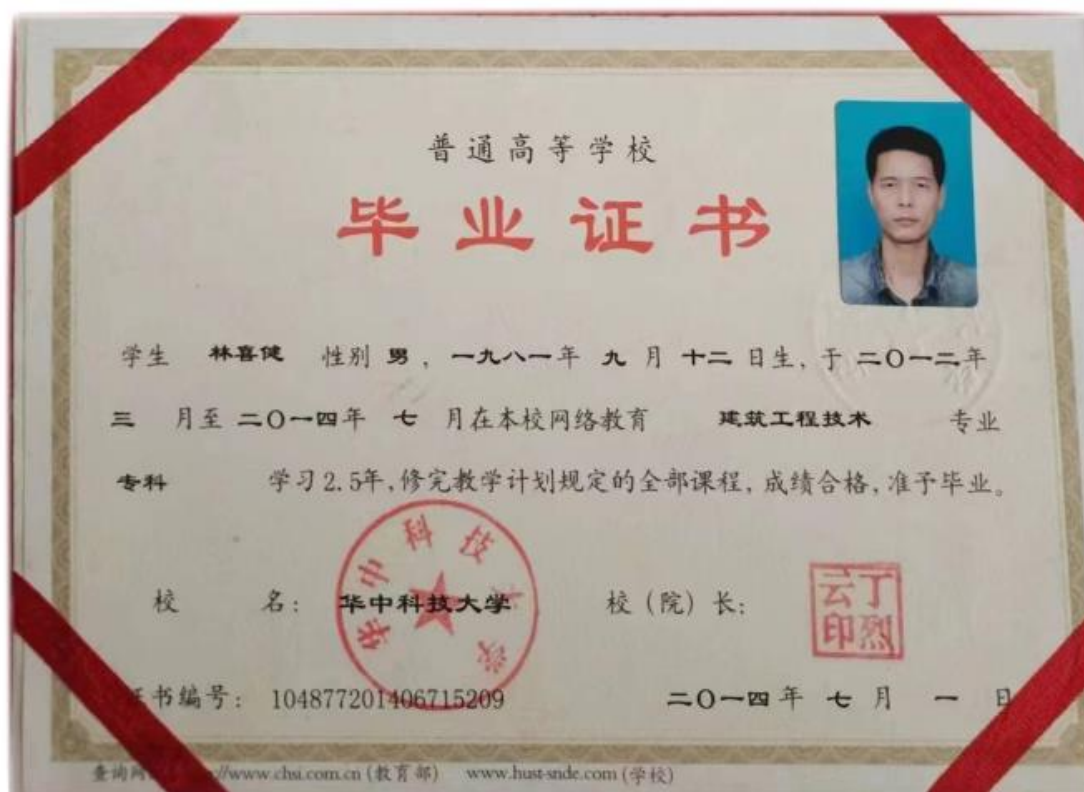 普通高等学校
毕业证书
学生 林喜健 性别 男，一九八一年 九 月 十二 日生，于 二〇一二年
三 月至 二〇一四年 七 月在本校网络教育 建筑工程技术 专业
专科 学习2.5年，修完教学计划规定的全部课程，成绩合格，准予毕业。
华中科技大学
校 名：华中科技大学 校（院）长：
丁烈云印
书编号：104877201406715209 二〇一四年 七 月 一 日
查询网 //www.chsi.com.cn (教育部) www.hust-snde.com (学校)